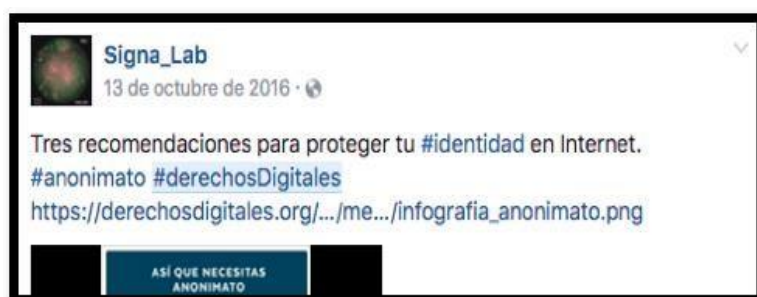 Signa_Lab
13 de octubre de 2016 ·
Tres recomendaciones para proteger tu #identidad en Internet.
#anonimato #derechosDigitales
https://derechosdigitales.org/.../me.../infografia_anonimato.png
ASÍ QUE NECESITAS
ANONIMATO